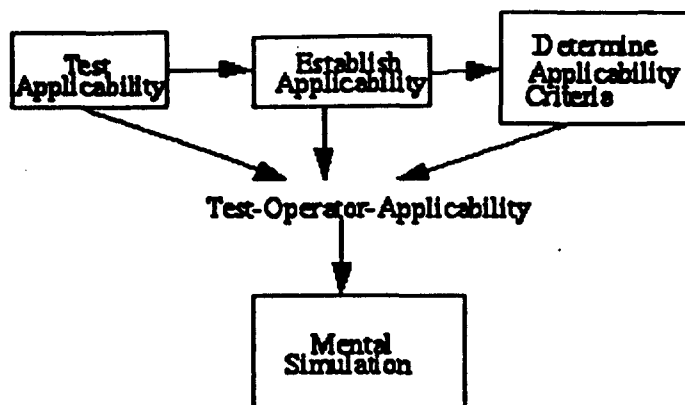 Test
Applicability
Establish
Applicability
Determine
Applicability
Criteria
Test-Operator-Applicability
Mental
Simulation